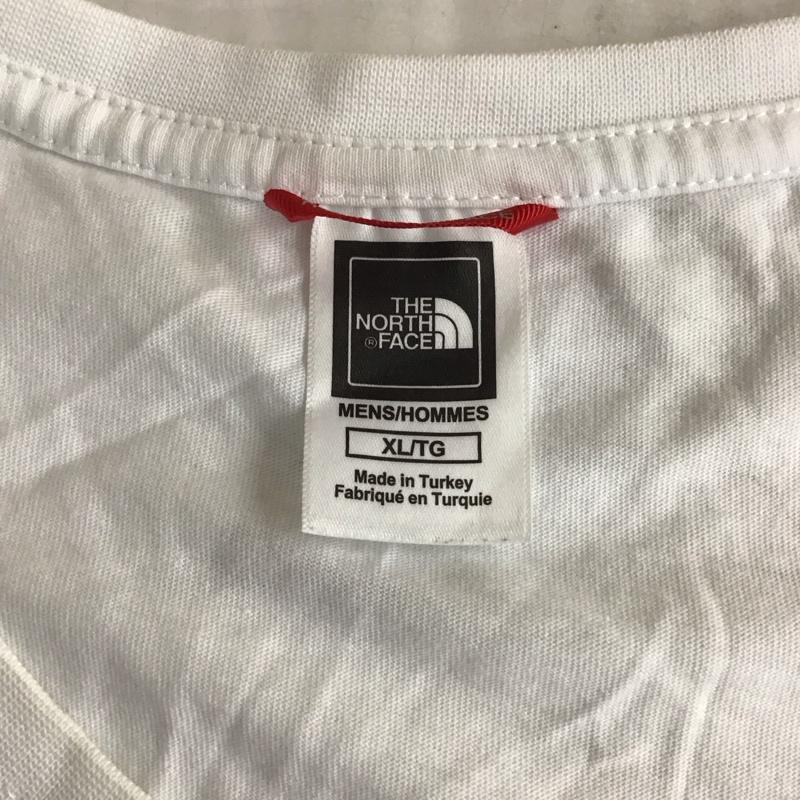 THE
NORTH
® FACE
MENS/HOMMES
XL/TG
Made in Turkey
Fabriqué en Turquie